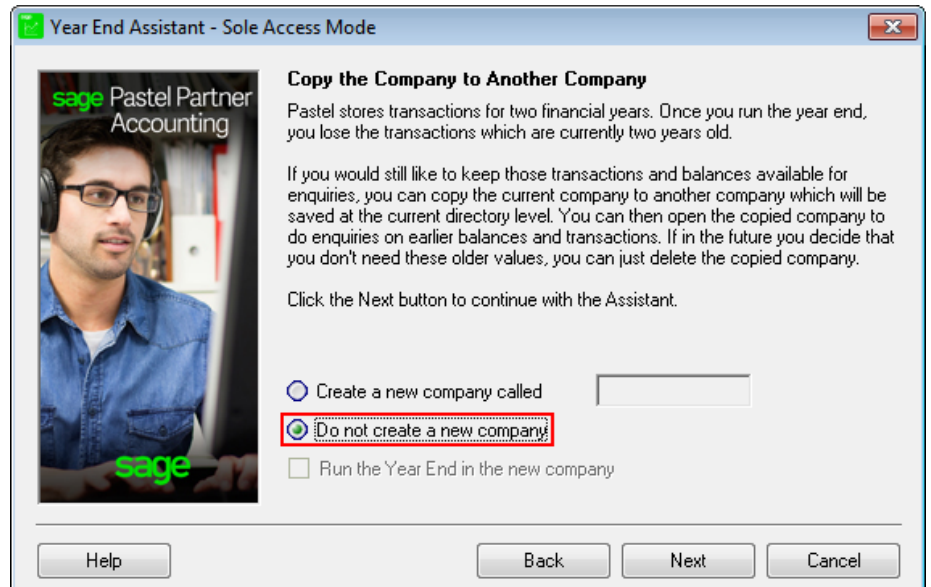 Year End Assistant - Sole Access Mode
sage Pastel Partner
Accounting
sage
Copy the Company to Another Company
Pastel stores transactions for two financial years. Once you run the year end,
you lose the transactions which are currently two years old.
If you would still like to keep those transactions and balances available for
enquiries, you can copy the current company to another company which will be
saved at the current directory level. You can then open the copied company to
do enquiries on earlier balances and transactions. If in the future you decide that
you don't need these older values, you can just delete the copied company.
Click the Next button to continue with the Assistant.
Create a new company called
Do not create a new company
Run the Year End in the new company
Help
Back
Next
Cancel